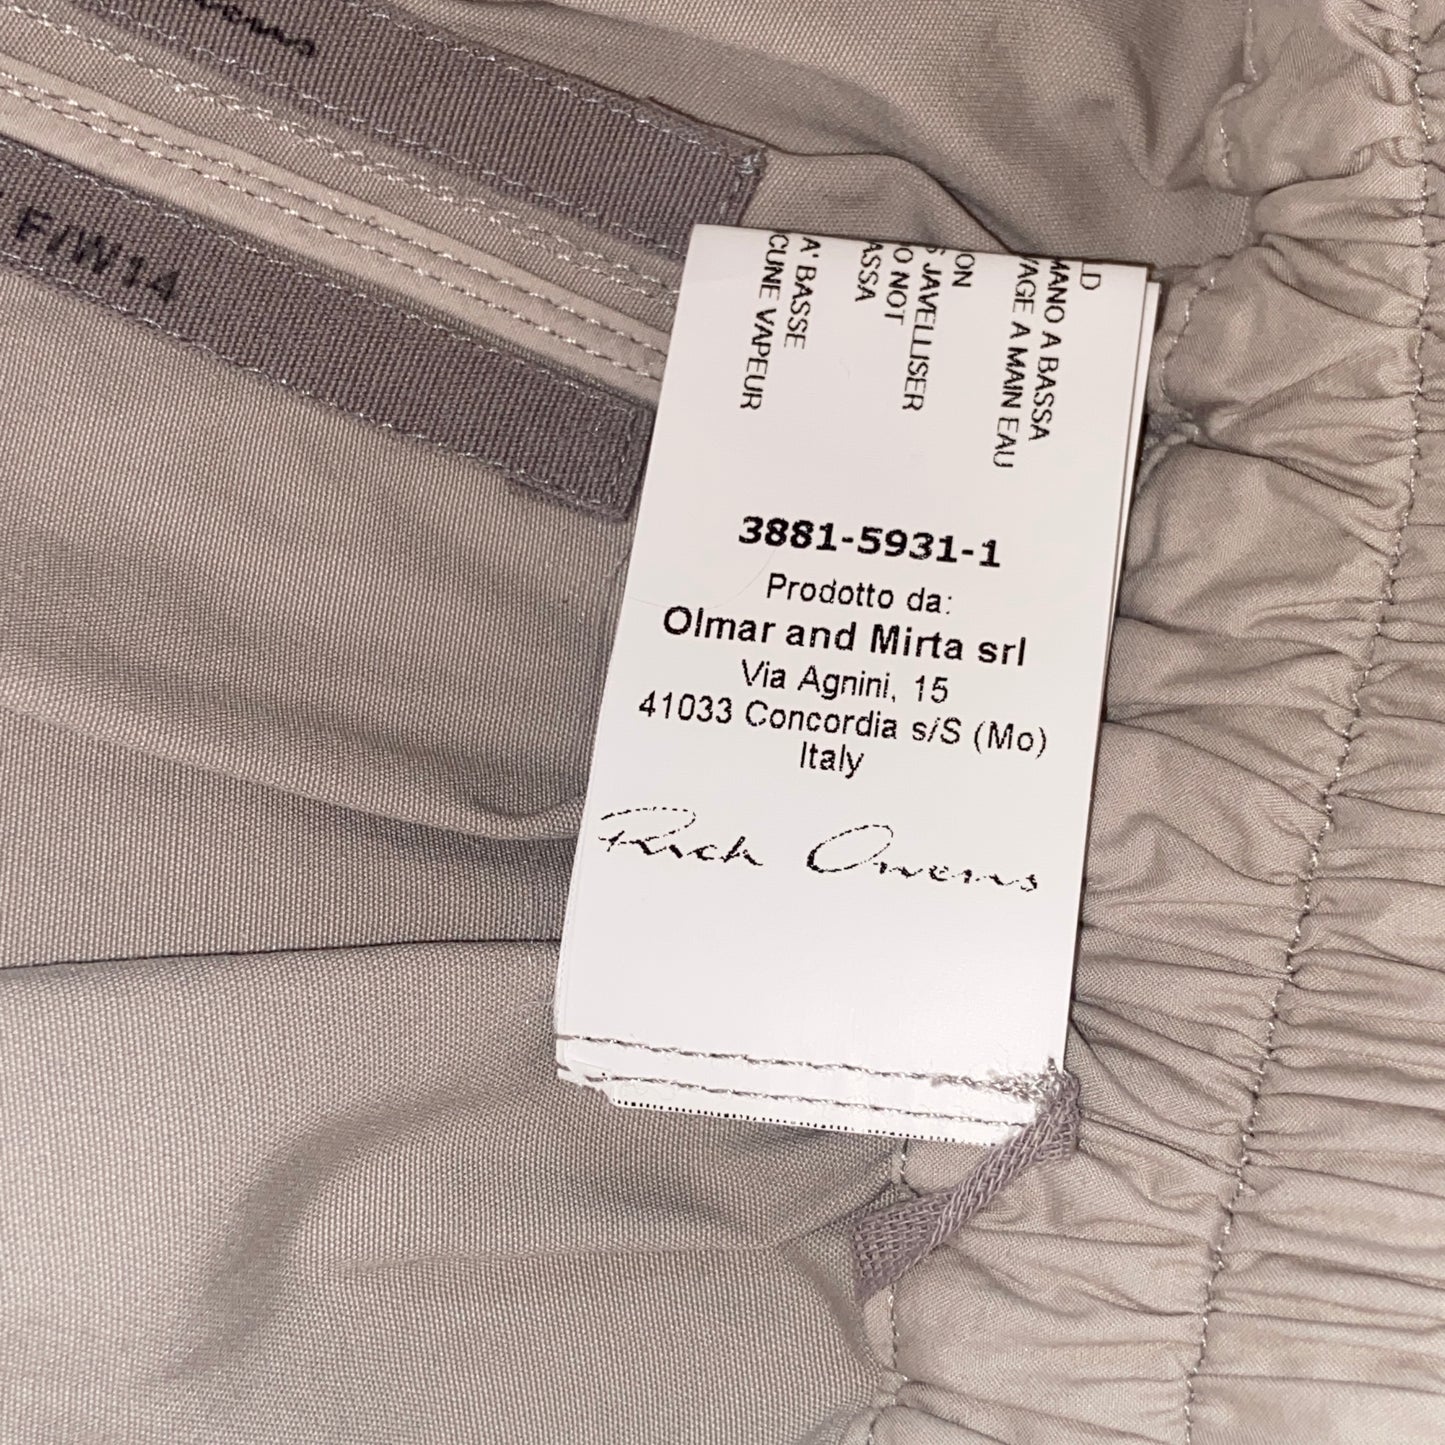 F/W14
LD
MANO A BASSA
VAGE A MAIN EAU
ON
JAVELLISER
O NOT
ASSA
A' BASSE
CUNE VAPEUR
3881-5931-1
Prodotto da:
Olmar and Mirta srl
Via Agnini, 15
41033 Concordia s/S (Mo)
Italy
Rick Owens